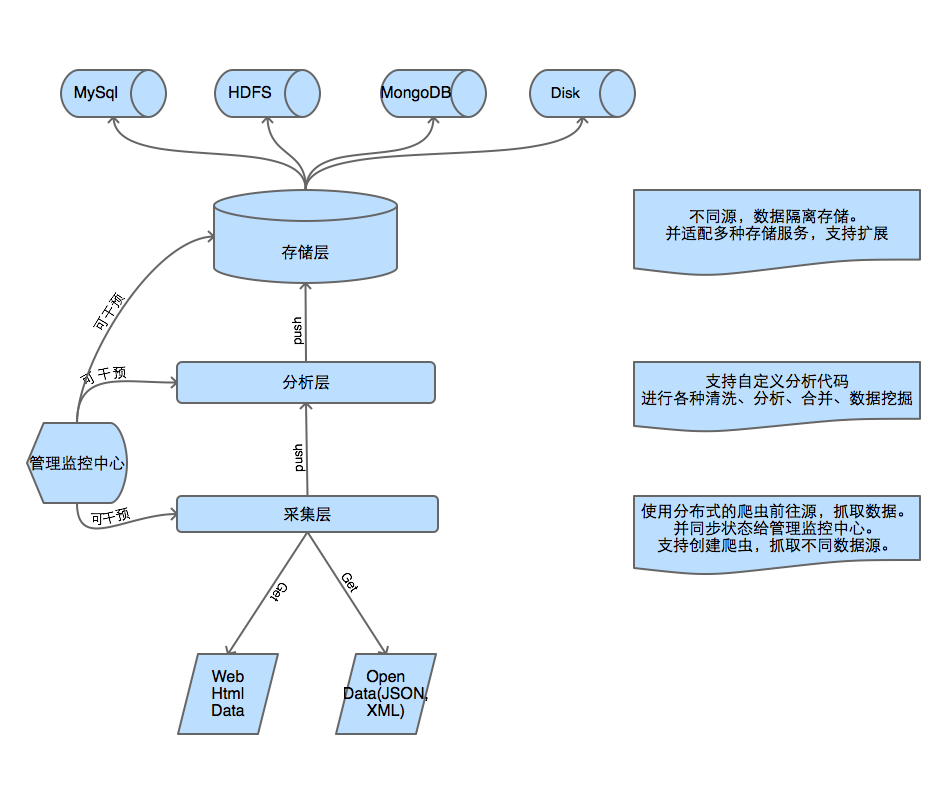 MySql
HDFS
MongoDB
Disk
存储层
不同源，数据隔离存储。
并适配多种存储服务，支持扩展
可干预
push
可干预
分析层
支持自定义分析代码
进行各种清洗、分析、合并、数据挖掘
管理监控中心
push
可干预
采集层
使用分布式的爬虫前往源，抓取数据。
并同步状态给管理监控中心。
支持创建爬虫，抓取不同数据源。
Get
Get
Web
Html
Data
Open
Data(JSON,
XML)